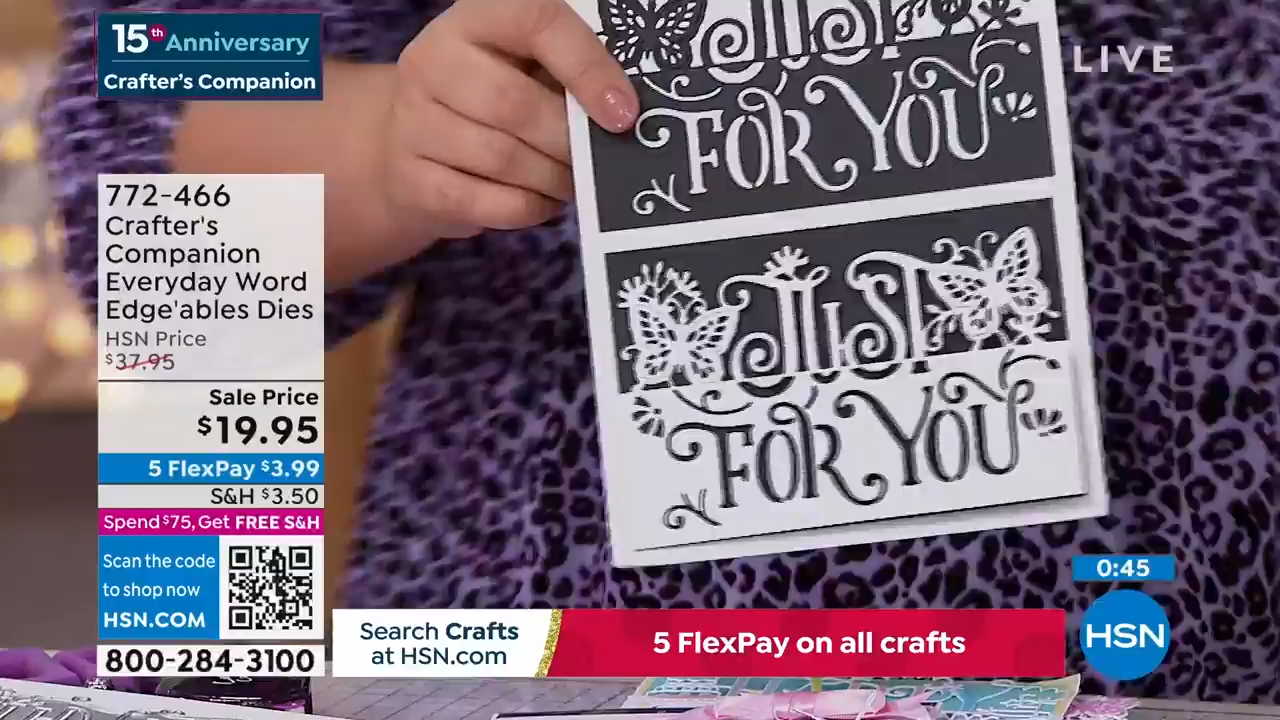 15th Anniversary
Crafter's Companion
LIVE
JUST
FOR YOU
JUST
FOR YOU
772-466
Crafter's
Companion
Everyday Word
Edge'ables Dies
HSN Price
$37.95
Sale Price
$19.95
5 FlexPay $3.99
S&H $3.50
Spend $75, Get FREE S&H
Scan the code
to shop now
HSN.COM
800-284-3100
Search Crafts
at HSN.com
5 FlexPay on all crafts
0:45
HSN